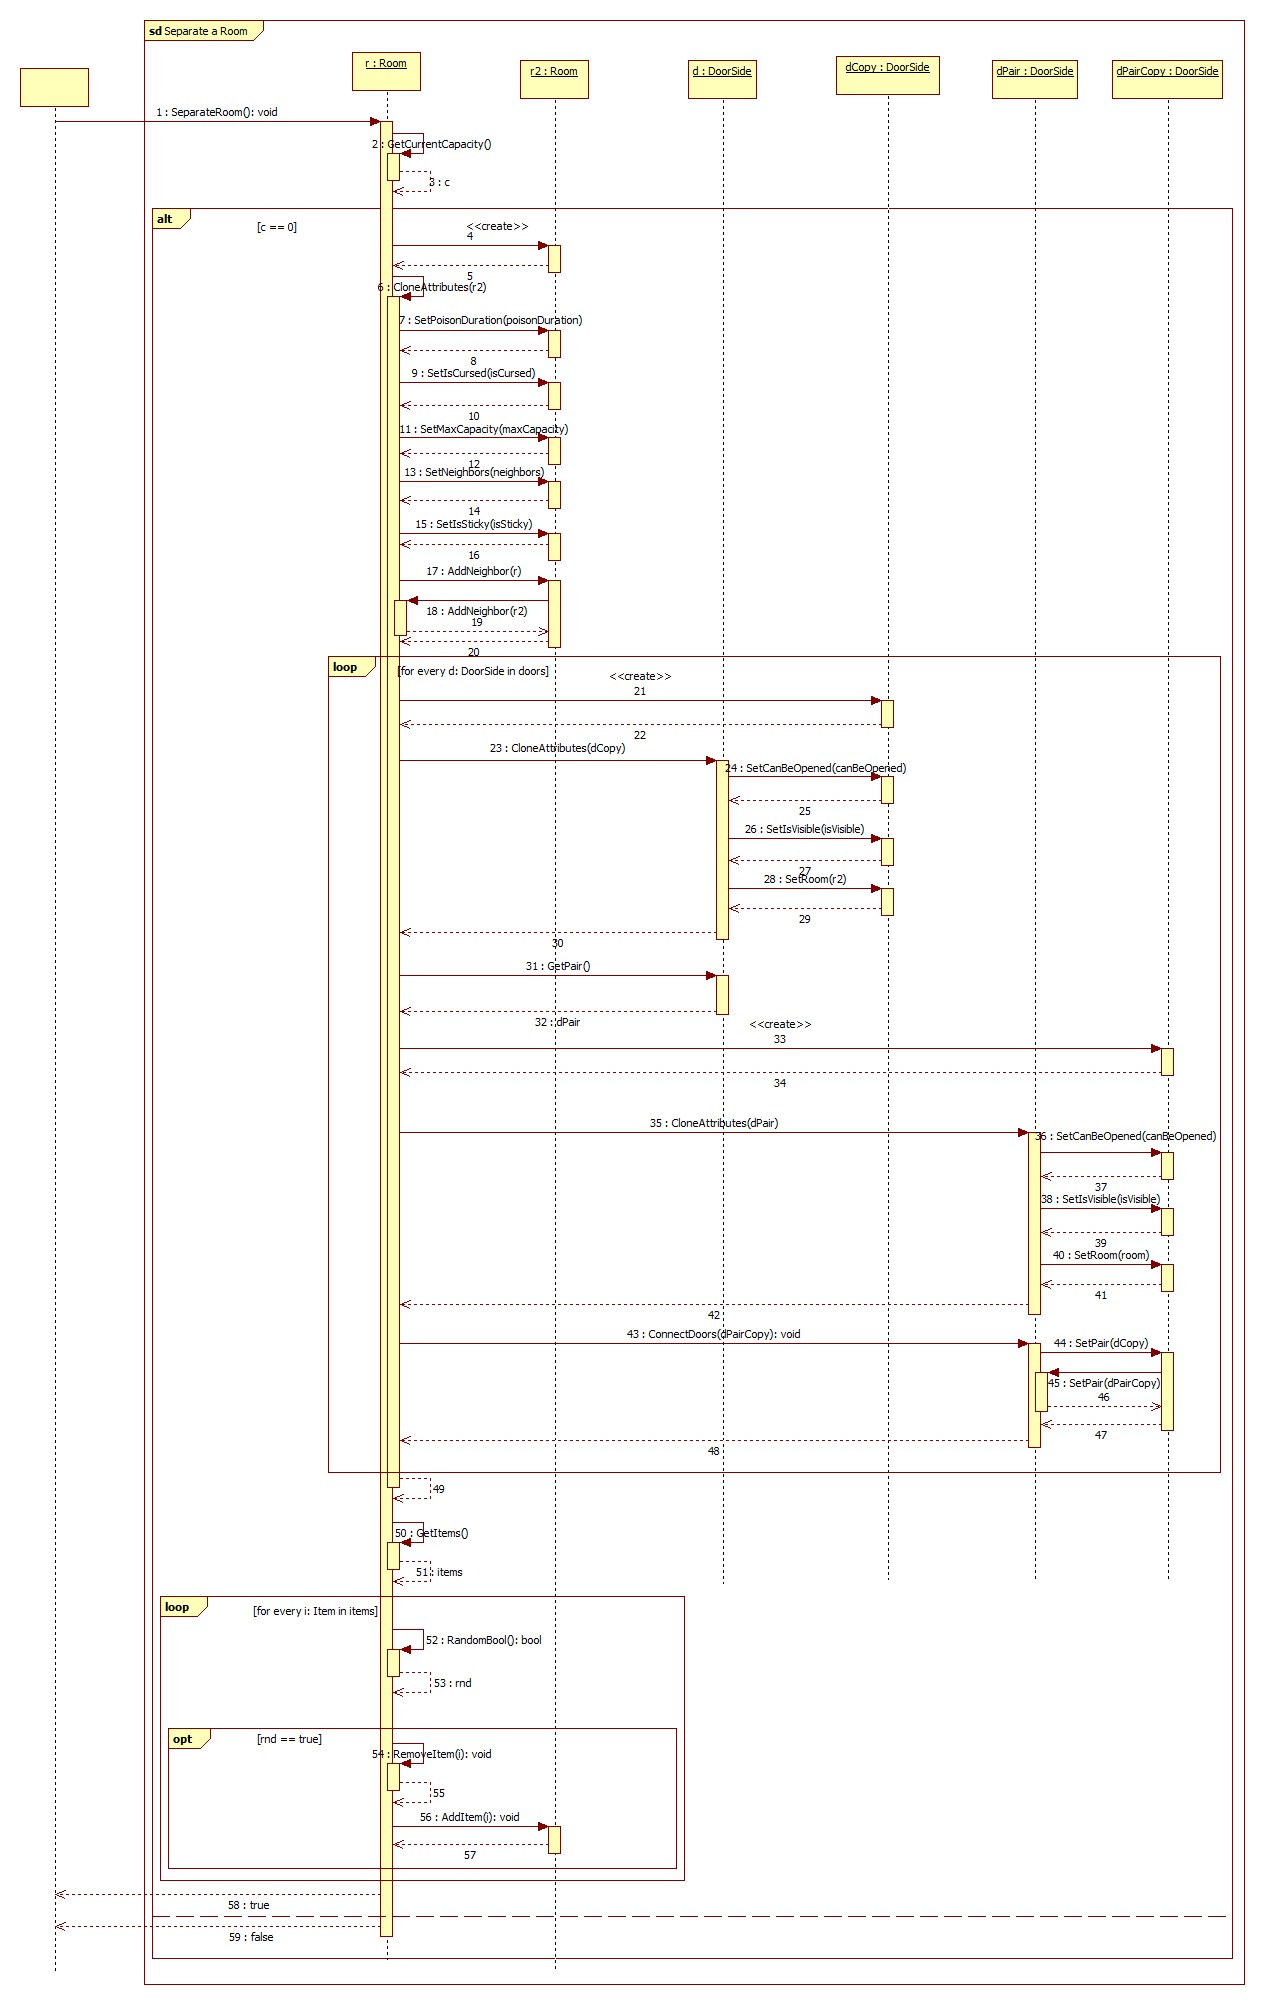 sd Separate a Room
r : Room
r2 : Room
d : DoorSide
dCopy : DoorSide
dPair : DoorSide
dPairCopy : DoorSide
1 : SeparateRoom(): void
2 : GetCurrentCapacity()
3 : c
alt
[c == 0]
<<create>>
4
5
6 : CloneAttributes(r2)
7 : SetPoisonDuration(poisonDuration)
8
9 : SetIsCursed(isCursed)
10
11 : SetMaxCapacity(maxCapacity)
12
13 : SetNeighbors(neighbors)
14
15 : SetIsSticky(isSticky)
16
17 : AddNeighbor(r)
18 : AddNeighbor(r2)
19
20
loop
[for every d: DoorSide in doors]
<<create>>
21
22
23 : CloneAttributes(dCopy)
24 : SetCanBeOpened(canBeOpened)
25
26 : SetIsVisible(isVisible)
27
28 : SetRoom(r2)
29
30
31 : GetPair()
32 : dPair
<<create>>
33
34
35 : CloneAttributes(dPair)
36 : SetCanBeOpened(canBeOpened)
37
38 : SetIsVisible(isVisible)
39
40 : SetRoom(room)
41
42
43 : ConnectDoors(dPairCopy): void
44 : SetPair(dCopy)
45 : SetPair(dPairCopy)
46
47
48
49
50 : GetItems()
51 : items
loop
[for every i: Item in items]
52 : RandomBool(): bool
53 : rnd
opt
[rnd == true]
54 : RemoveItem(i): void
55
56 : AddItem(i): void
57
58 : true
59 : false